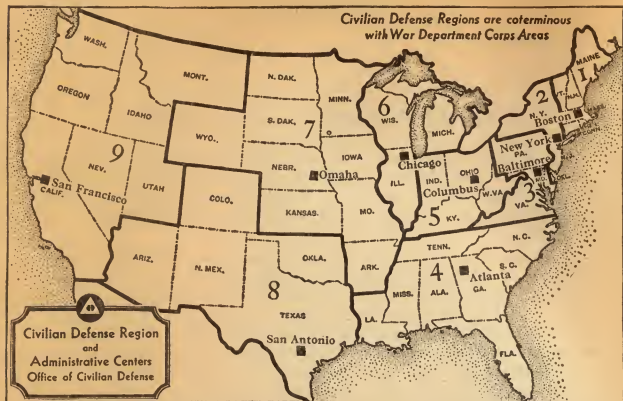 Civilian Defense Regions are coterminous
with War Department Corps Areas
WASH.
MONT.
N. DAK.
MINN.
MAINE
1
OREGON
IDAHO
S. DAK.
6
WIS.
MICH.
2
N.Y.
VT.
N.H.
Boston
WYO.
7
New York
PA.
Baltimore
9
NEV.
UTAH
NEBR.
Omaha
IOWA
Chicago
ILL.
IND.
OHIO
Columbus
W.VA
MD.
DEL.
3
VA.
San Francisco
CALIF.
COLO.
KANSAS.
MO.
5
KY.
ARIZ.
N. MEX.
OKLA.
ARK.
TENN.
N. C.
S. C.
8
TEXAS
San Antonio
LA.
MISS.
4
ALA.
Atlanta
GA.
FLA.
Civilian Defense Region
and
Administrative Centers
Office of Civilian Defense